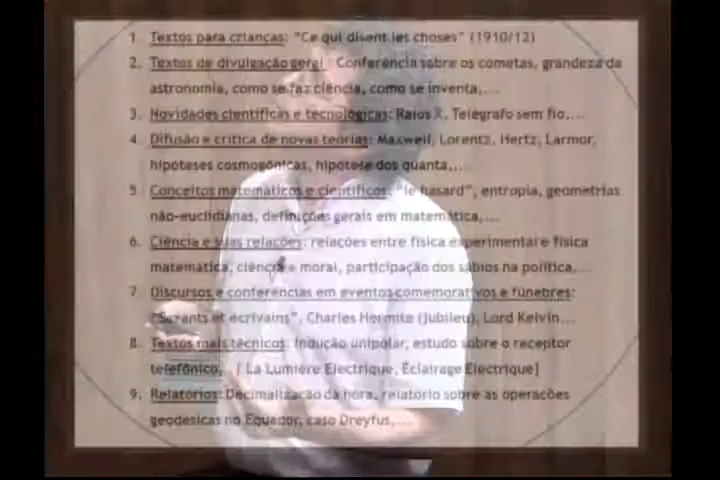 1. Textos para crianças: "Ce qui disent les choses" (1910/12)
2. Textos de divulgação geral : Conferência sobre os cometas, grandeza da
astronomia, como se faz ciência, como se inventa,...
3. Novidades científicas e tecnológicas: Raios X, Telégrafo sem fio,...
4. Difusão e crítica de novas teorias: Maxwell, Lorentz, Hertz, Larmor,
hipóteses cosmogônicas, hipótese dos quanta,...
5. Conceitos matemáticos e científicos: "le hasard", entropia, geometrias
não-euclidianas, definições gerais em matemática,...
6. Ciência e suas relações: relações entre física experimental e física
matemática, ciência e moral, participação dos sábios na política,...
7. Discursos e conferências em eventos comemorativos e fúnebres:
"Savants et écrivains", Charles Hermite (jubileu), Lord Kelvin...
8. Textos mais técnicos: Indução unipolar, estudo sobre o receptor
telefônico, [ La Lumière Electrique, Éclairage Electrique]
9. Relatórios: Decimalização da hora, relatório sobre as operações
geodésicas no Equador, caso Dreyfus,...